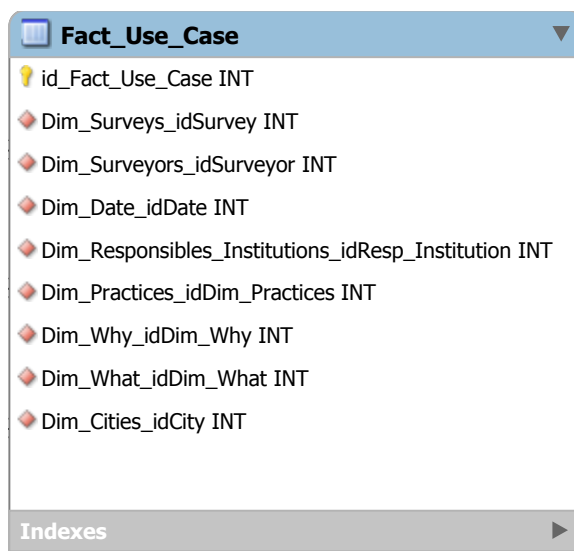 Fact_Use_Case
id_Fact_Use_Case INT
Dim_Surveys_idSurvey INT
Dim_Surveyors_idSurveyor INT
Dim_Date_idDate INT
Dim_Responsibles_Institutions_idResp_Institution INT
Dim_Practices_idDim_Practices INT
Dim_Why_idDim_Why INT
Dim_What_idDim_What INT
Dim_Cities_idCity INT
Indexes